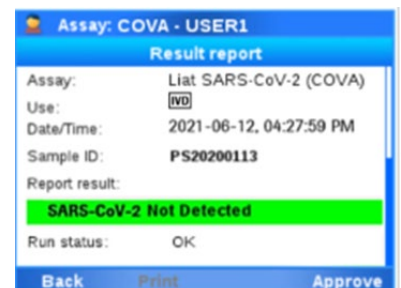 Assay: COVA - USER1
Result report
Assay: Liat SARS-CoV-2 (COVA)
Use: IVD
Date/Time: 2021-06-12, 04:27:59 PM
Sample ID: PS20200113
Report result:
SARS-CoV-2 Not Detected
Run status: OK
Back Print Approve